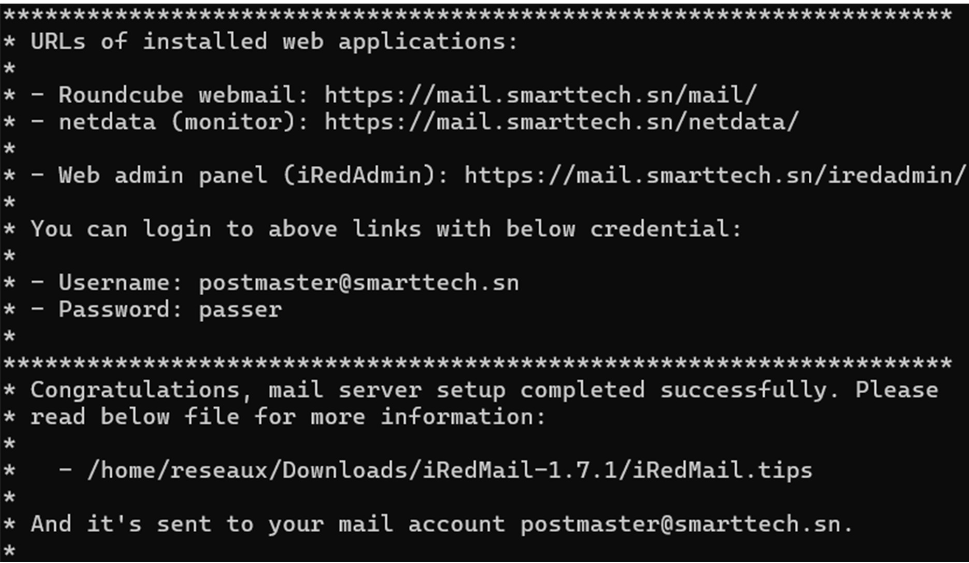 ********************************************************************
* URLs of installed web applications:
*
* - Roundcube webmail: https://mail.smarttech.sn/mail/
* - netdata (monitor): https://mail.smarttech.sn/netdata/
*
* - Web admin panel (iRedAdmin): https://mail.smarttech.sn/iredadmin/
*
* You can login to above links with below credential:
*
* - Username: postmaster@smarttech.sn
* - Password: passer
*
********************************************************************
* Congratulations, mail server setup completed successfully. Please
* read below file for more information:
*
*   - /home/reseaux/Downloads/iRedMail-1.7.1/iRedMail.tips
*
* And it's sent to your mail account postmaster@smarttech.sn.
*